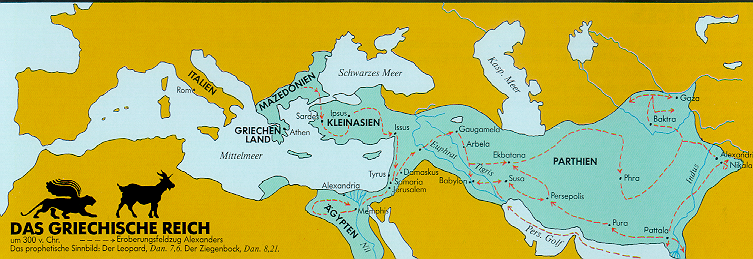 Schwarzes Meer
Kasp. Meer
ITALIEN
Rome
MAZEDONIEN
Gaza
Baktra
Sardes
Ipsus
KLEINASIEN
GRIECHEN
LAND
Athen
Issus
Gaugamela
Arbela
Mittelmeer
Euphrat
Tigris
Ekbatana
PARTHIEN
Alexandri
Nikaia
Tyrus
Damaskus
Samaria
Jerusalem
Babylon
Susa
Phra
Indus
Alexandria
Persepolis
ÄGYPTEN
Memphis
Nil
Pers. Golf
Pura
Pattala
DAS GRIECHISCHE REICH
um 300 v. Chr. Eroberungsfeldzug Alexanders
Das prophetische Sinnbild: Der Leopard, Dan. 7,6, Der Ziegenbock, Dan. 8,21.